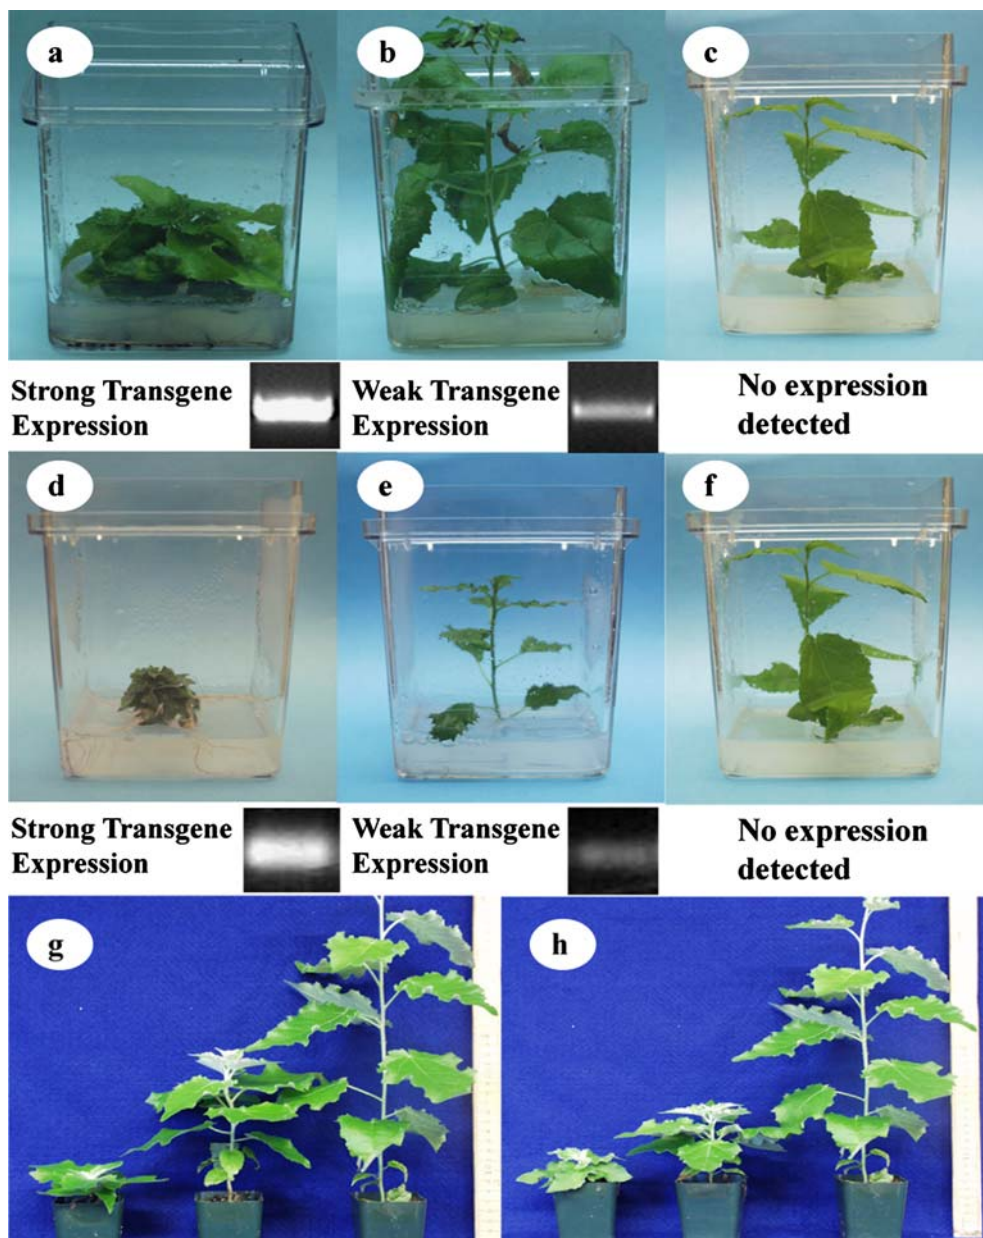 a
b
c
Strong Transgene
Expression
Weak Transgene
Expression
No expression
detected
d
e
f
Strong Transgene
Expression
Weak Transgene
Expression
No expression
detected
g
h